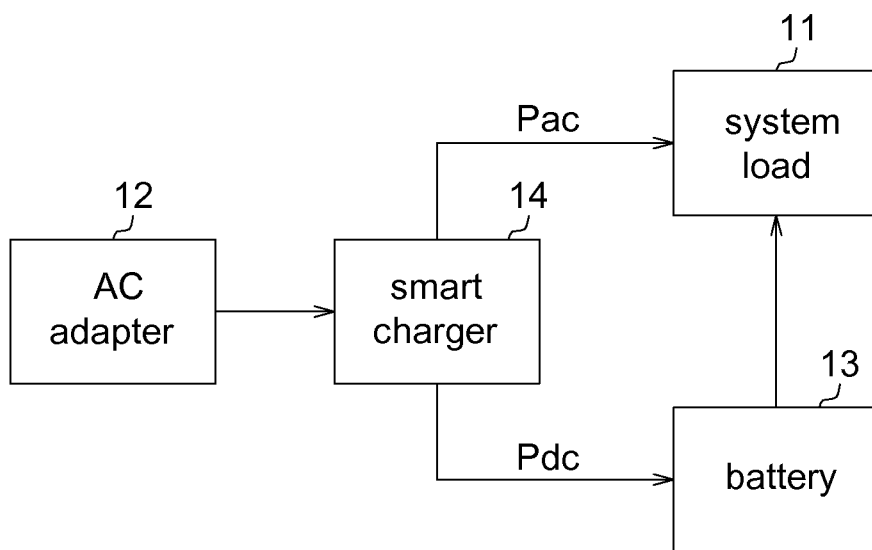 11
Pac
system
load
12
14
AC
adapter
smart
charger
13
Pdc
battery